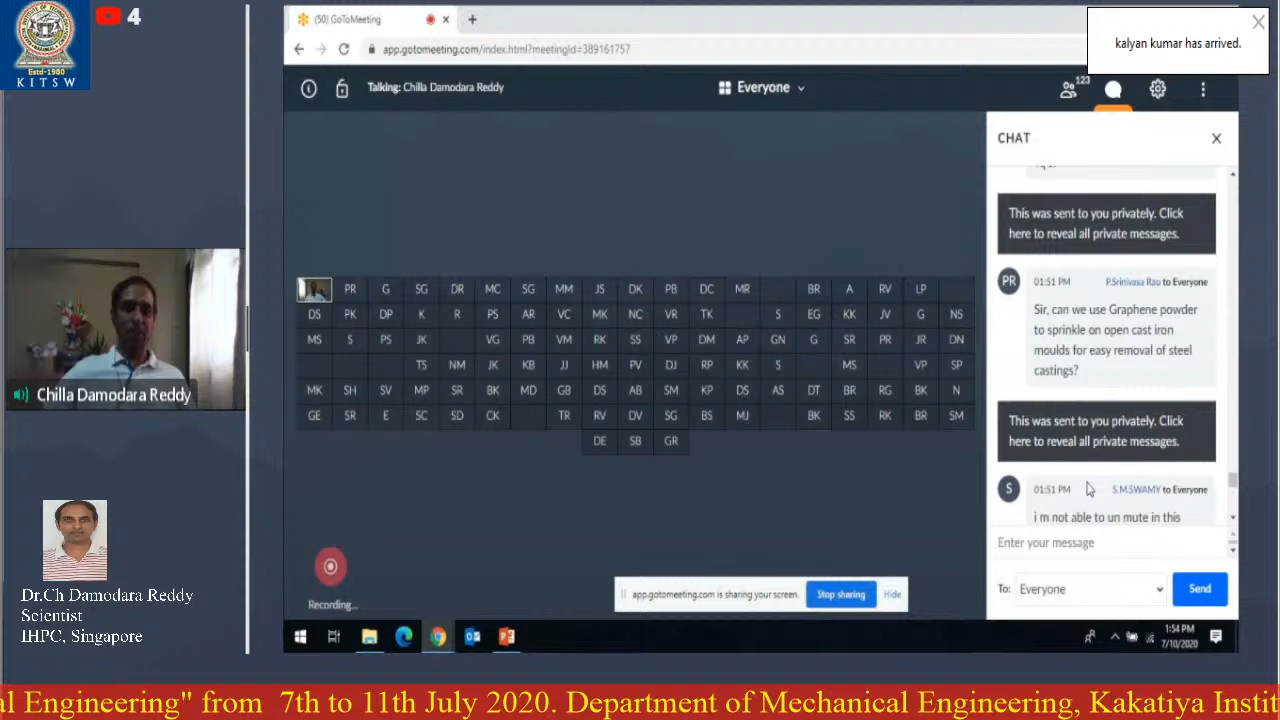 4
INSTITUTE OF TECHNOLOGY
Estd-1980
K I T S W
(50) GoToMeeting
app.gotomeeting.com/index.html?meetingId=389161757
kalyan kumar has arrived.
Talking: Chilla Damodara Reddy
Everyone
123
CHAT
This was sent to you privately. Click
here to reveal all private messages.
PR
01:51 PM P.Srinivasa Rao to Everyone
Sir, can we use Graphene powder
to sprinkle on open cast iron
moulds for easy removal of steel
castings?
This was sent to you privately. Click
here to reveal all private messages.
S
01:51 PM S.M.SWAMY to Everyone
i m not able to un mute in this
Enter your message
To: Everyone
Send
PR G SG DR MC SG MM JS DK PB DC MR BR A RV LP
DS PK DP K R PS AR VC MK NC VR TK S EG KK JV G NS
MS S PS JK VG PB VM RK SS VP DM AP GN G SR PR JR DN
TS NM JK KB JJ HM PV DJ RP KK S MS VP SP
MK SH SV MP SR BK MD GB DS AB SM KP DS AS DT BR RG BK N
GE SR E SC SD CK TR RV DV SG BS MJ BK SS RK BR SM
DE SB GR
Chilla Damodara Reddy
Recording...
app.gotomeeting.com is sharing your screen.
Stop sharing
Hide
1:54 PM
7/10/2020
Dr.Ch Damodara Reddy
Scientist
IHPC, Singapore
al Engineering" from 7th to 11th July 2020. Department of Mechanical Engineering, Kakatiya Instit